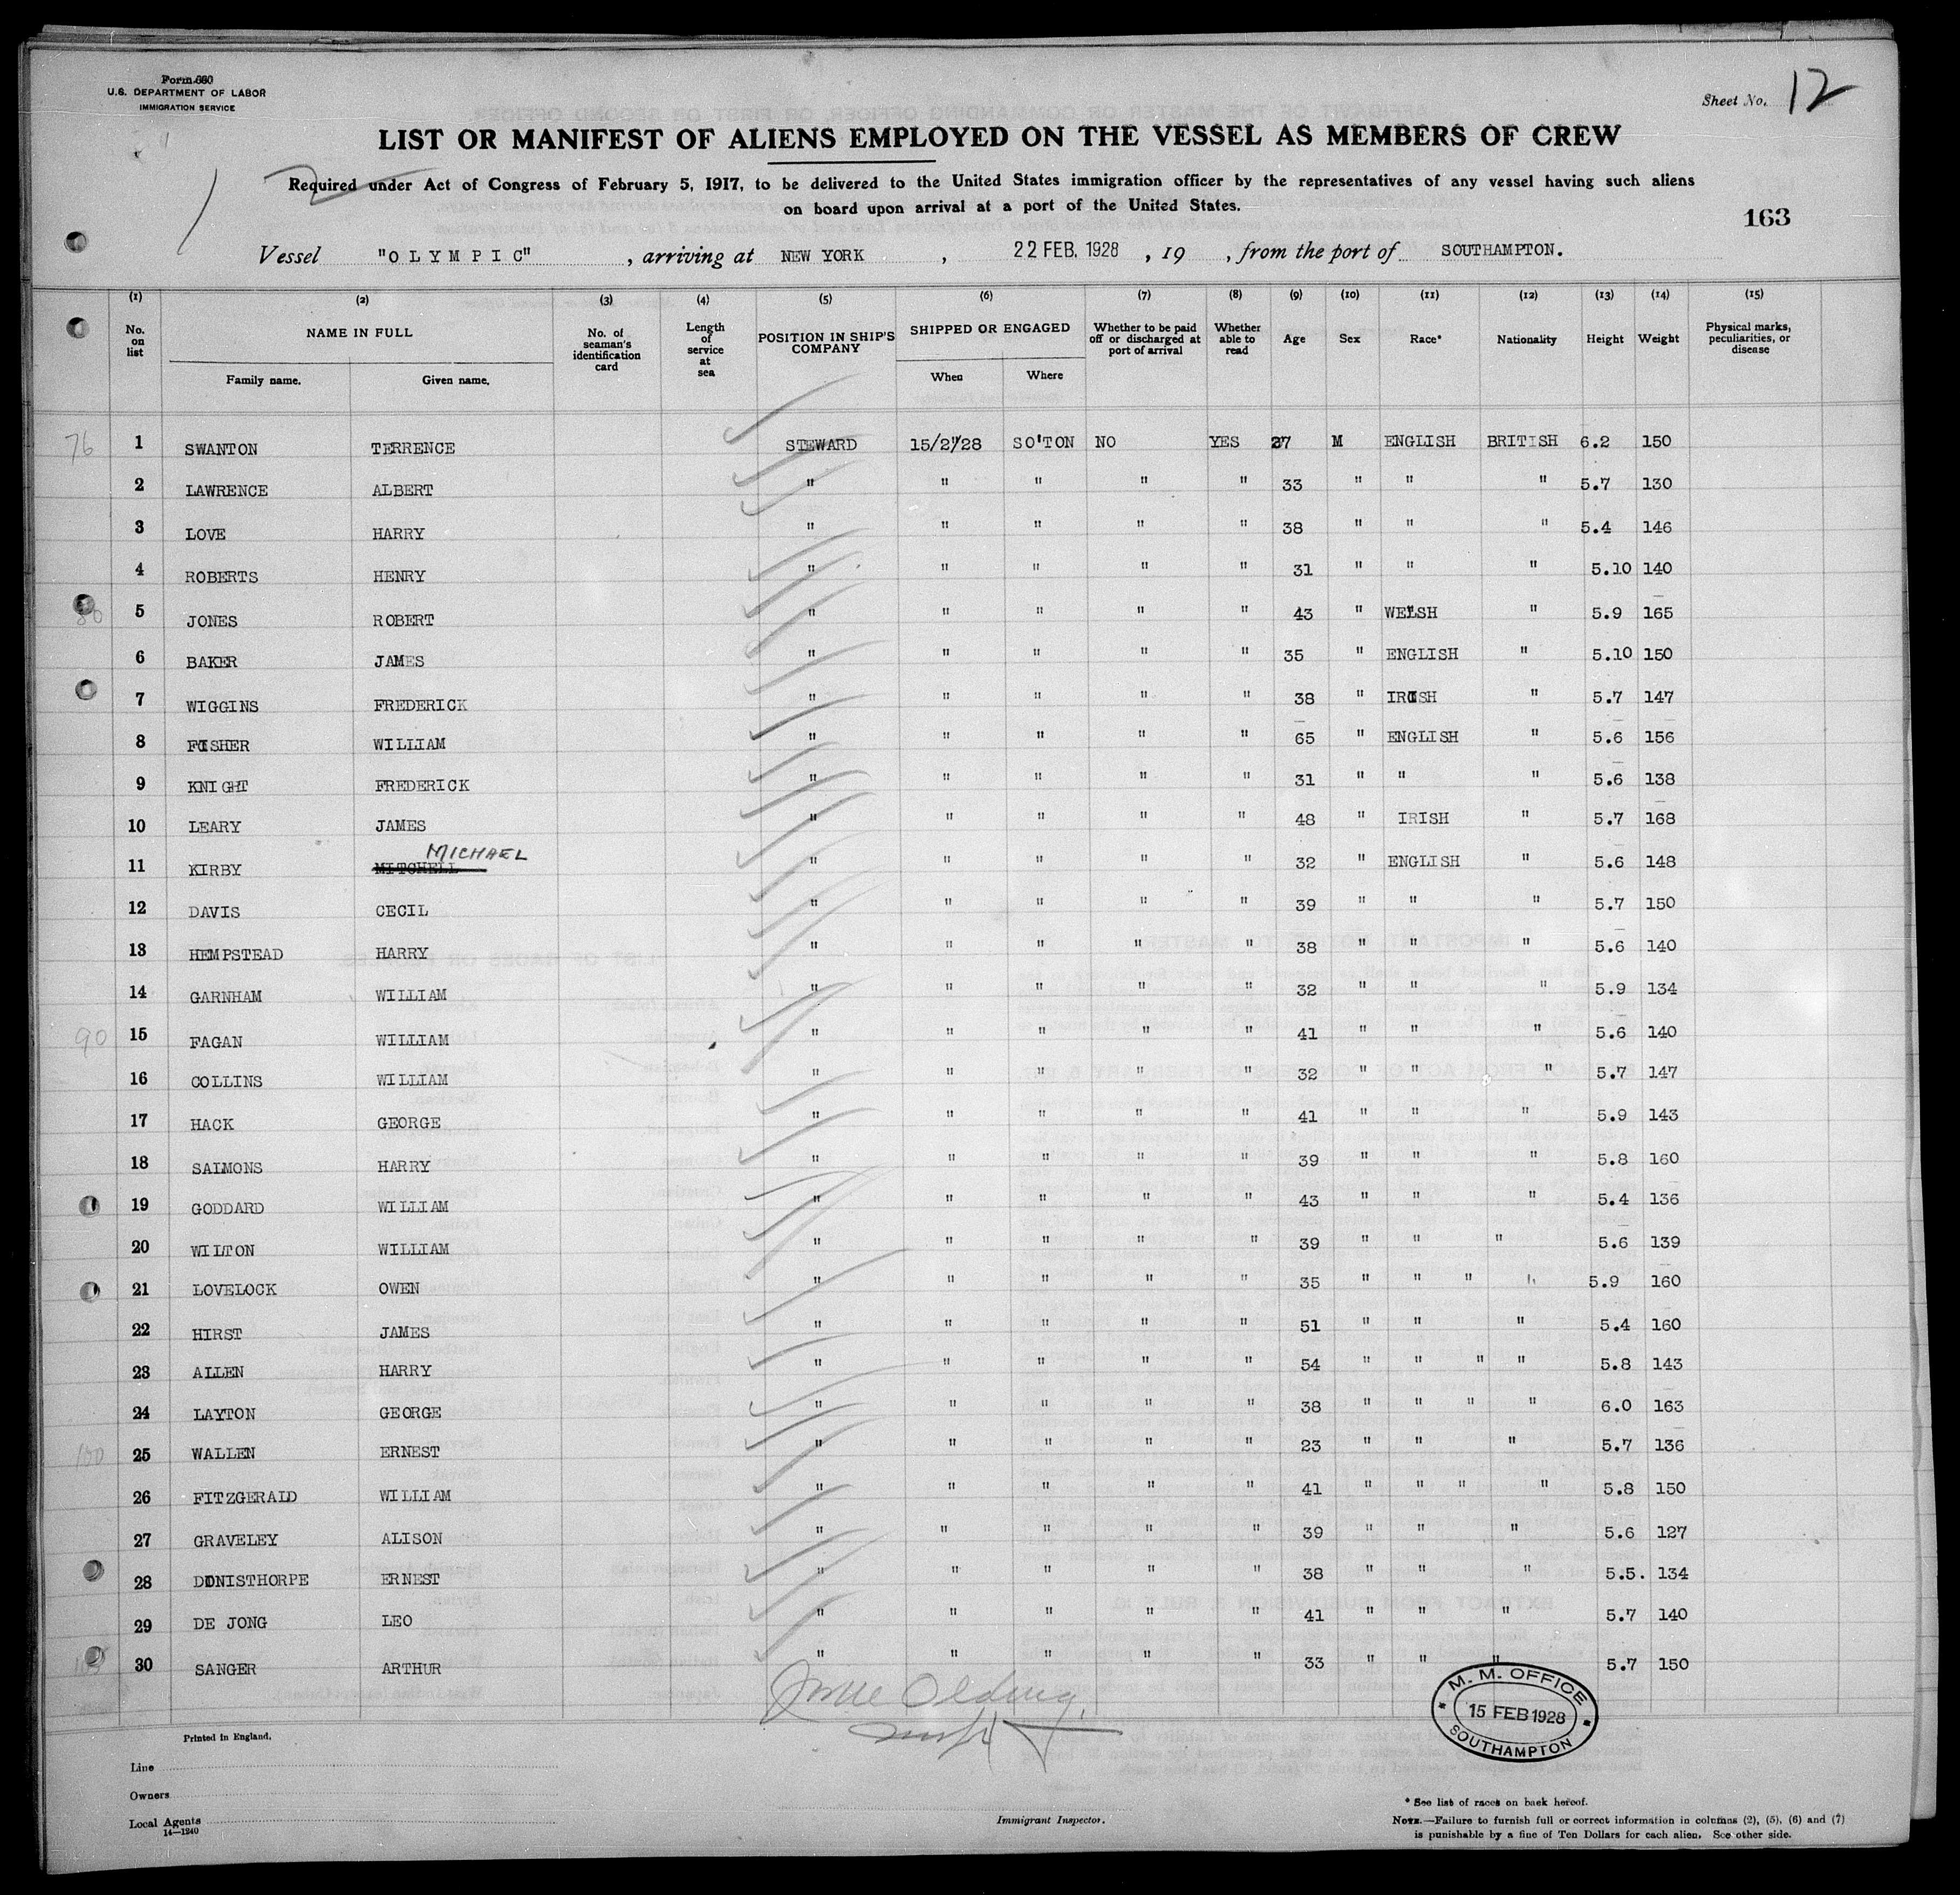 Form 680
U.S. DEPARTMENT OF LABOR
IMMIGRATION SERVICE
Sheet No. 12
LIST OR MANIFEST OF ALIENS EMPLOYED ON THE VESSEL AS MEMBERS OF CREW
Required under Act of Congress of February 5, 1917, to be delivered to the United States immigration officer by the representatives of any vessel having such aliens
on board upon arrival at a port of the United States.
163
Vessel "OLYMPIC", arriving at NEW YORK, 22 FEB. 1928, 19 , from the port of SOUTHAMPTON.
(1) (2) (3) (4) (5) (6) (7) (8) (9) (10) (11) (12) (13) (14) (15)
No. on list NAME IN FULL No. of seaman's identification card Length of service at sea POSITION IN SHIP'S COMPANY SHIPPED OR ENGAGED Whether to be paid off or discharged at port of arrival Whether able to read Age Sex Race* Nationality Height Weight Physical marks, peculiarities, or disease
Family name. Given name. When Where
76 1 SWANTON TERRENCE STEWARD 15/2/28 SO'TON NO YES 27 M ENGLISH BRITISH 6.2 150
2 LAWRENCE ALBERT " " " " " 33 " " " 5.7 130
3 LOVE HARRY " " " " " 38 " " " 5.4 146
4 ROBERTS HENRY " " " " " 31 " " " 5.10 140
80 5 JONES ROBERT " " " " " 43 " WELSH " 5.9 165
6 BAKER JAMES " " " " " 35 " ENGLISH " 5.10 150
7 WIGGINS FREDERICK " " " " " 38 " IRISH " 5.7 147
8 FISHER WILLIAM " " " " " 65 " ENGLISH " 5.6 156
9 KNIGHT FREDERICK " " " " " 31 " " " 5.6 138
10 LEARY JAMES " " " " " 48 " IRISH " 5.7 168
11 KIRBY MITCHELL MICHAEL " " " " " 32 " ENGLISH " 5.6 148
12 DAVIS CECIL " " " " " 39 " " " 5.7 150
13 HEMPSTEAD HARRY " " " " " 38 " " " 5.6 140
14 GARNHAM WILLIAM " " " " " 32 " " " 5.9 134
90 15 FAGAN WILLIAM " " " " " 41 " " " 5.6 140
16 COLLINS WILLIAM " " " " " 32 " " " 5.7 147
17 HACK GEORGE " " " " " 41 " " " 5.9 143
18 SALMONS HARRY " " " " " 39 " " " 5.8 160
19 GODDARD WILLIAM " " " " " 43 " " " 5.4 136
20 WILTON WILLIAM " " " " " 39 " " " 5.6 139
21 LOVELOCK OWEN " " " " " 35 " " " " 5.9 160
22 HIRST JAMES " " " " " 51 " " " 5.4 160
23 ALLEN HARRY " " " " " 54 " " " " 5.8 143
24 LAYTON GEORGE " " " " " 38 " " " " 6.0 163
100 25 WALLEN ERNEST " " " " " 23 " " " 5.7 136
26 FITZGERALD WILLIAM " " " " " 41 " " " " 5.8 150
27 GRAVELEY ALISON " " " " " 39 " " " 5.6 127
28 DONISTHORPE ERNEST " " " " " 38 " " " 5.5. 134
29 DE JONG LEO " " " " " 41 " " " 5.7 140
105 30 SANGER ARTHUR " " " " " 33 " " " 5.7 150
M. M. OFFICE
15 FEB 1928
SOUTHAMPTON
Printed in England.
Line
Owners
Local Agents
14—1240
Immigrant Inspector.
* See list of races on back hereof.
NOTE.—Failure to furnish full or correct information in columns (2), (5), (6) and (7)
is punishable by a fine of Ten Dollars for each alien. See other side.